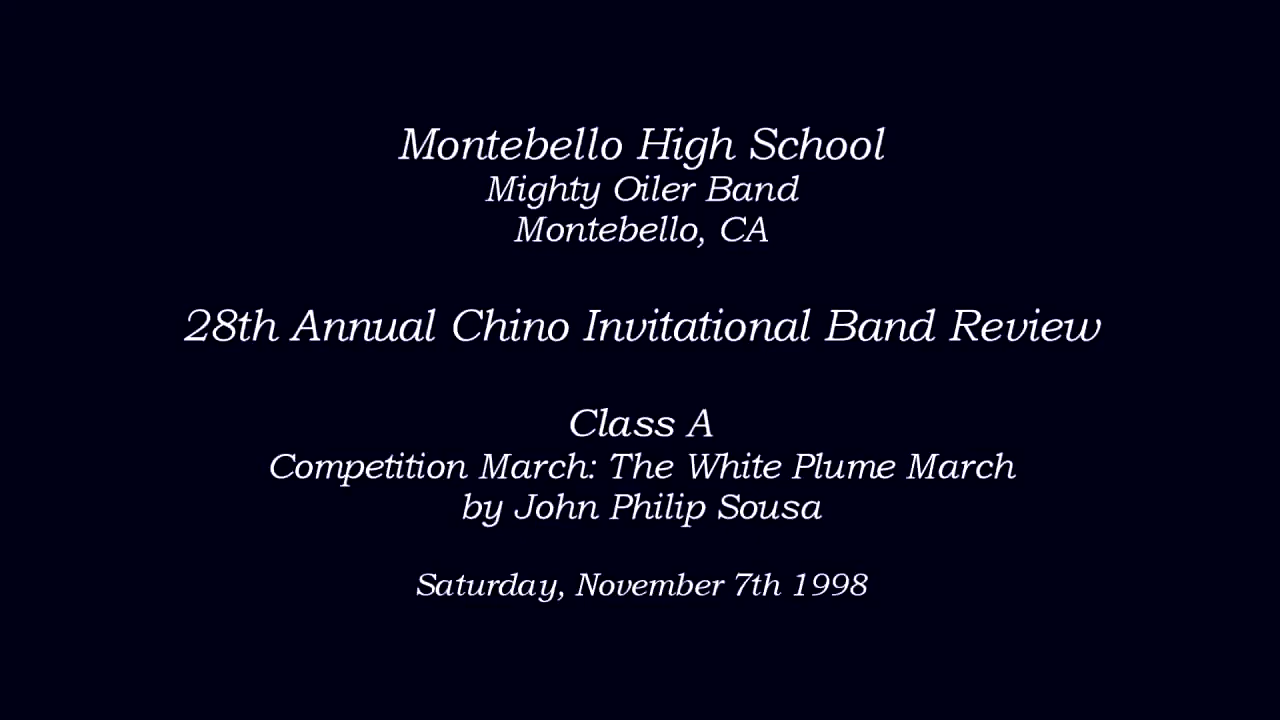 Montebello High School
Mighty Oiler Band
Montebello, CA
28th Annual Chino Invitational Band Review
Class A
Competition March: The White Plume March
by John Philip Sousa
Saturday, November 7th 1998